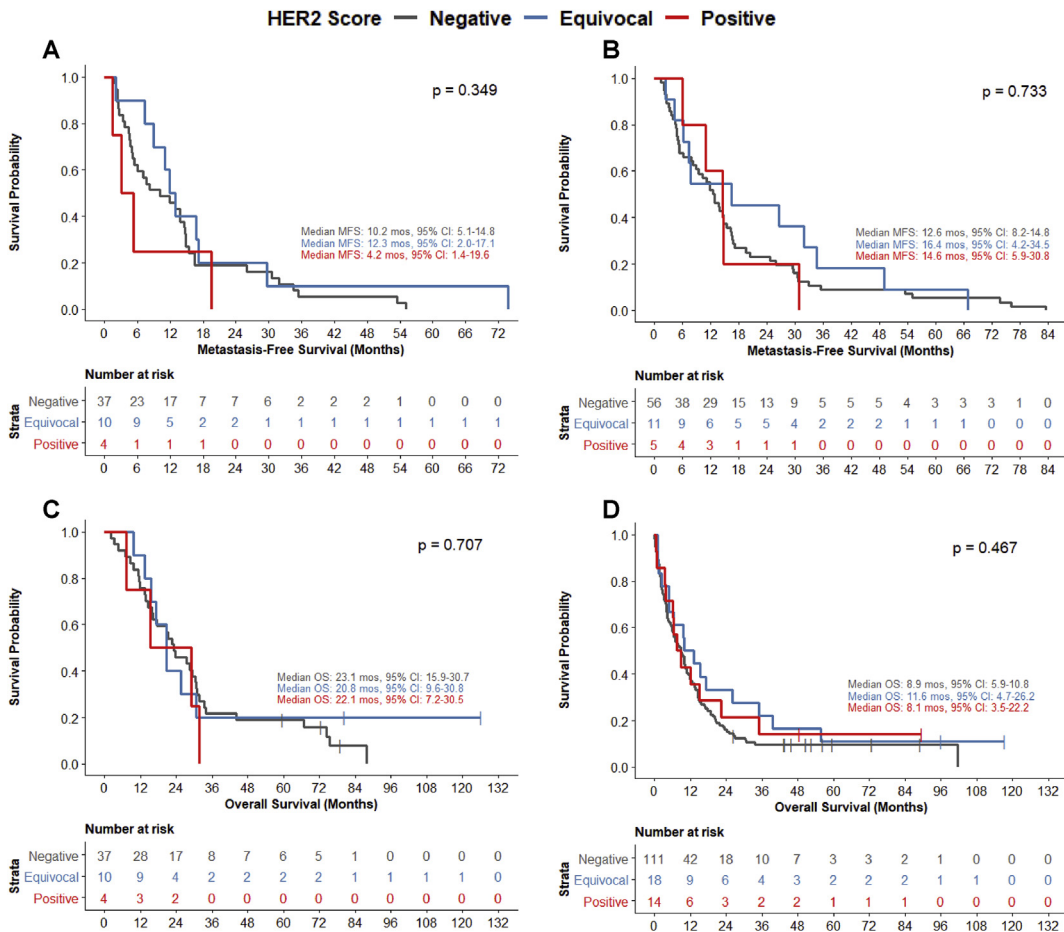 HER2 Score Negative Equivocal Positive
A
p = 0.349
Survival Probability
1.0
0.8
0.6
0.4
0.2
0.0
Median MFS: 10.2 mos, 95% CI: 5.1-14.8
Median MFS: 12.3 mos, 95% CI: 2.0-17.1
Median MFS: 4.2 mos, 95% CI: 1.4-19.6
0 6 12 18 24 30 36 42 48 54 60 66 72
Metastasis-Free Survival (Months)
Number at risk
Strata
Negative 37 23 17 7 7 6 2 2 2 1 0 0 0
Equivocal 10 9 5 2 2 1 1 1 1 1 1 1 1
Positive 4 1 1 1 0 0 0 0 0 0 0 0 0
0 6 12 18 24 30 36 42 48 54 60 66 72
B
p = 0.733
Survival Probability
1.0
0.8
0.6
0.4
0.2
0.0
Median MFS: 12.6 mos, 95% CI: 8.2-14.8
Median MFS: 16.4 mos, 95% CI: 4.2-34.5
Median MFS: 14.6 mos, 95% CI: 5.9-30.8
0 6 12 18 24 30 36 42 48 54 60 66 72 78 84
Metastasis-Free Survival (Months)
Number at risk
Strata
Negative 56 38 29 15 13 9 5 5 5 4 3 3 3 1 0
Equivocal 11 9 6 5 5 4 2 2 2 1 1 1 0 0 0
Positive 5 4 3 1 1 1 0 0 0 0 0 0 0 0 0
0 6 12 18 24 30 36 42 48 54 60 66 72 78 84
C
p = 0.707
Survival Probability
1.0
0.8
0.6
0.4
0.2
0.0
Median OS: 23.1 mos, 95% CI: 15.9-30.7
Median OS: 20.8 mos, 95% CI: 9.6-30.8
Median OS: 22.1 mos, 95% CI: 7.2-30.5
0 12 24 36 48 60 72 84 96 108 120 132
Overall Survival (Months)
Number at risk
Strata
Negative 37 28 17 8 7 6 5 1 0 0 0 0
Equivocal 10 9 4 2 2 2 2 1 1 1 1 0
Positive 4 3 2 0 0 0 0 0 0 0 0 0
0 12 24 36 48 60 72 84 96 108 120 132
D
p = 0.467
Survival Probability
1.0
0.8
0.6
0.4
0.2
0.0
Median OS: 8.9 mos, 95% CI: 5.9-10.8
Median OS: 11.6 mos, 95% CI: 4.7-26.2
Median OS: 8.1 mos, 95% CI: 3.5-22.2
0 12 24 36 48 60 72 84 96 108 120 132
Overall Survival (Months)
Number at risk
Strata
Negative 111 42 18 10 7 3 3 2 1 0 0 0
Equivocal 18 9 6 4 3 2 2 2 1 1 0 0
Positive 14 6 3 2 2 1 1 1 0 0 0 0
0 12 24 36 48 60 72 84 96 108 120 132